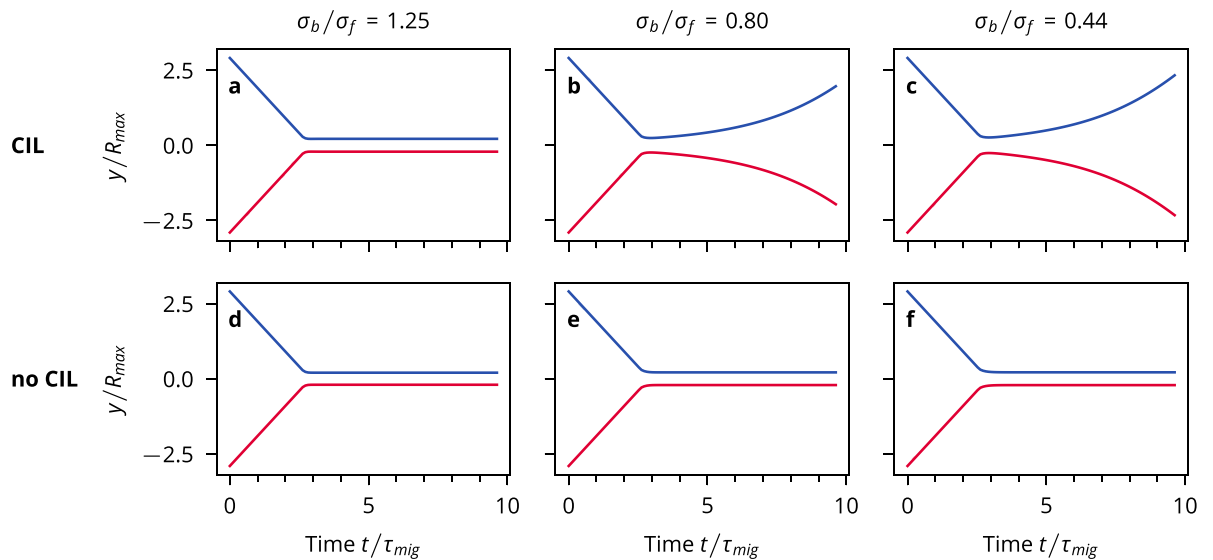 σb/σf = 1.25
σb/σf = 0.80
σb/σf = 0.44
CIL
y/Rmax
2.5
0.0
−2.5
a
b
c
no CIL
y/Rmax
2.5
0.0
−2.5
d
e
f
0 5 10
0 5 10
0 5 10
Time t/τmig
Time t/τmig
Time t/τmig